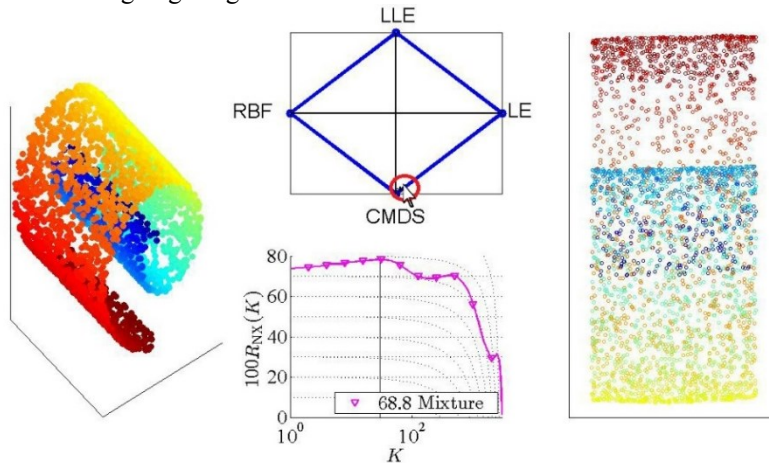 LLE
RBF
LE
CMDS
80
60
40
20
0
100R_NX(K)
68.8 Mixture
10^0
10^2
K